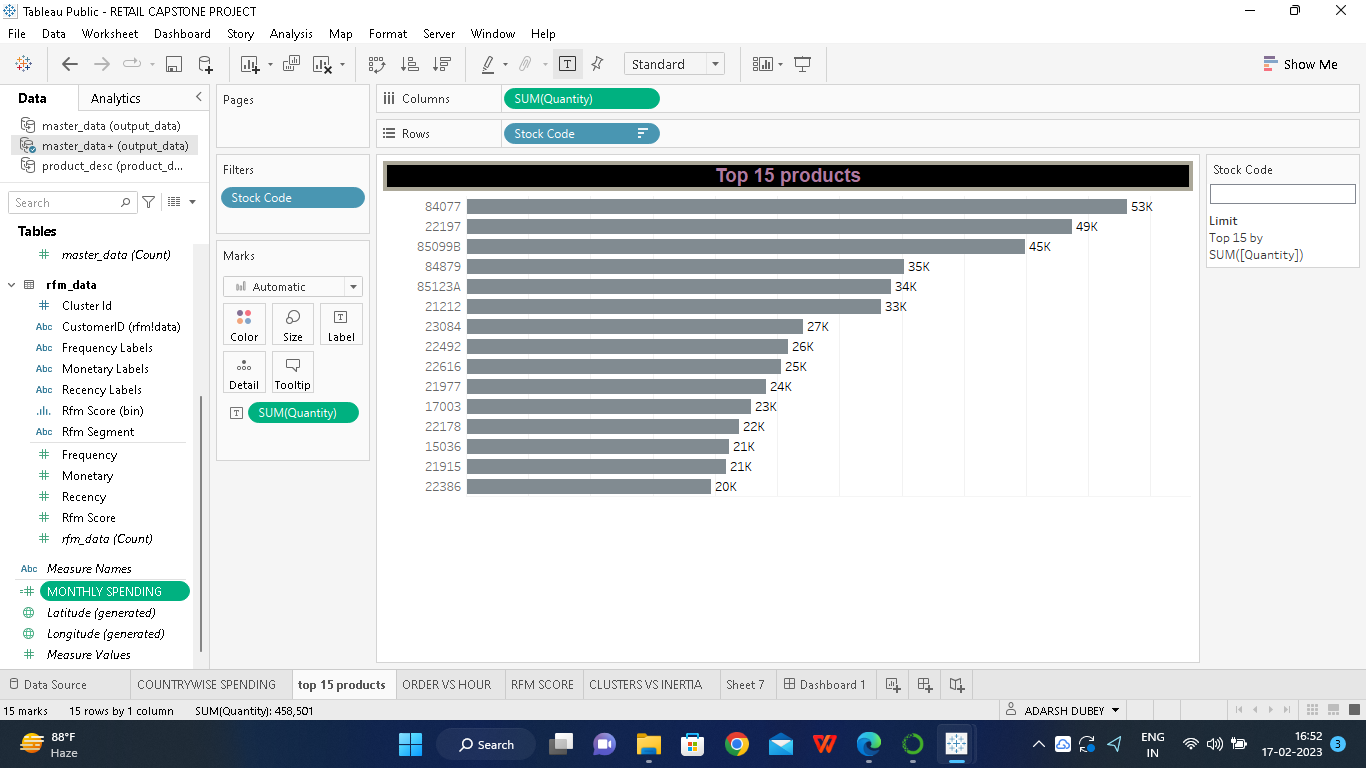 Tableau Public - RETAIL CAPSTONE PROJECT
File Data Worksheet Dashboard Story Analysis Map Format Server Window Help
Standard
Show Me
Data
Analytics
master_data (output_data)
master_data+ (output_data)
product_desc (product_d...
Search
Tables
master_data (Count)
rfm_data
Cluster Id
Abc CustomerID (rfm!data)
Abc Frequency Labels
Abc Monetary Labels
Abc Recency Labels
Rfm Score (bin)
Abc Rfm Segment
Frequency
Monetary
Recency
Rfm Score
rfm_data (Count)
Abc Measure Names
=# MONTHLY SPENDING
Latitude (generated)
Longitude (generated)
# Measure Values
Pages
Filters
Stock Code
Marks
Automatic
Color Size Label
Detail Tooltip
SUM(Quantity)
Columns SUM(Quantity)
Rows Stock Code
Top 15 products
84077 53K
22197 49K
85099B 45K
84879 35K
85123A 34K
21212 33K
23084 27K
22492 26K
22616 25K
21977 24K
17003 23K
22178 22K
15036 21K
21915 21K
22386 20K
Stock Code
Limit
Top 15 by
SUM([Quantity])
Data Source COUNTRYWISE SPENDING top 15 products ORDER VS HOUR RFM SCORE CLUSTERS VS INERTIA Sheet 7 Dashboard 1
15 marks 15 rows by 1 column SUM(Quantity): 458,501 ADARSH DUBEY
88°F
Haze
Search
ENG
IN
16:52
17-02-2023
3